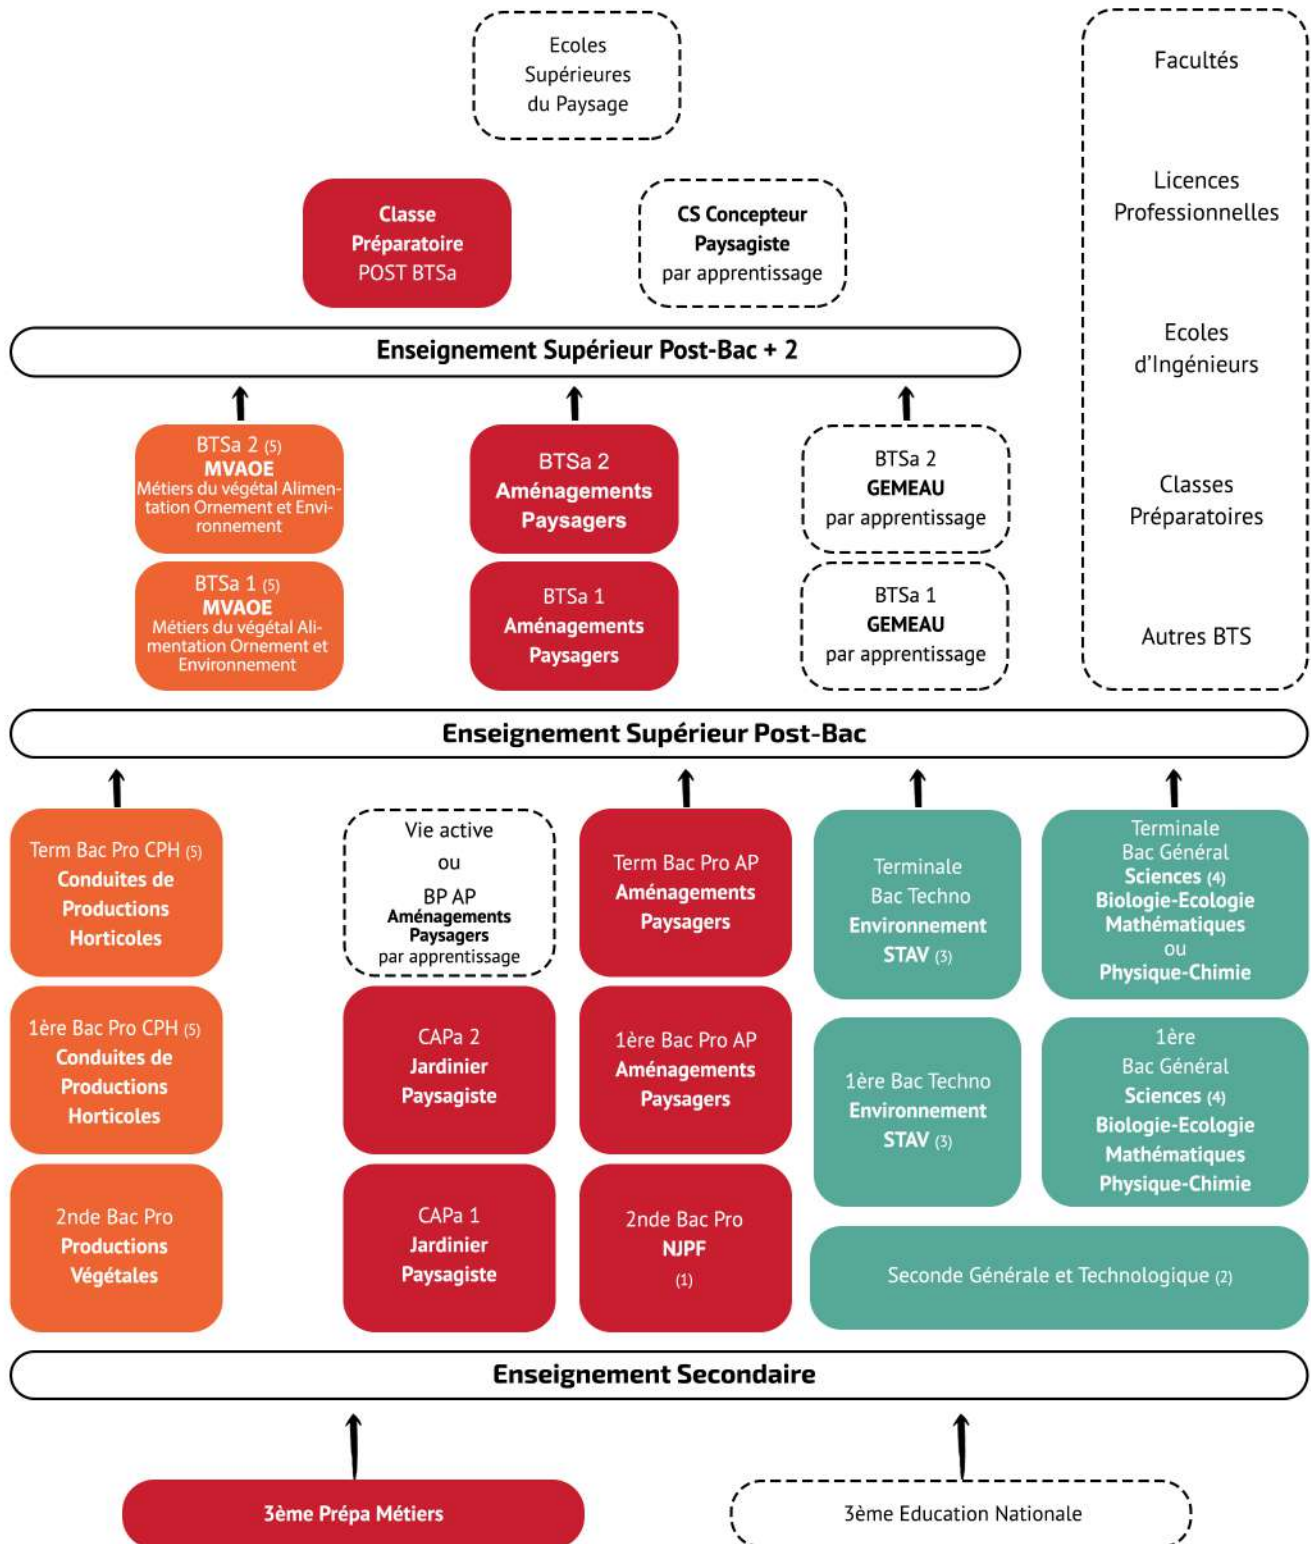 Ecoles
Supérieures
du Paysage
Facultés
Licences
Professionnelles
Ecoles
d'Ingénieurs
Classes
Préparatoires
Autres BTS
Classe
Préparatoire
POST BTSa
CS Concepteur
Paysagiste
par apprentissage
Enseignement Supérieur Post-Bac + 2
BTSa 2 (5)
MVAOE
Métiers du végétal Alimen-
tation Ornement et Envi-
ronnement
BTSa 2
Aménagements
Paysagers
BTSa 2
GEMEAU
par apprentissage
BTSa 1 (5)
MVAOE
Métiers du végétal Ali-
mentation Ornement et
Environnement
BTSa 1
Aménagements
Paysagers
BTSa 1
GEMEAU
par apprentissage
Enseignement Supérieur Post-Bac
Term Bac Pro CPH (5)
Conduites de
Productions
Horticoles
Vie active
ou
BP AP
Aménagements
Paysagers
par apprentissage
Term Bac Pro AP
Aménagements
Paysagers
Terminale
Bac Techno
Environnement
STAV (3)
Terminale
Bac Général
Sciences (4)
Biologie-Ecologie
Mathématiques
ou
Physique-Chimie
1ère Bac Pro CPH (5)
Conduites de
Productions
Horticoles
CAPa 2
Jardinier
Paysagiste
1ère Bac Pro AP
Aménagements
Paysagers
1ère Bac Techno
Environnement
STAV (3)
1ère
Bac Général
Sciences (4)
Biologie-Ecologie
Mathématiques
Physique-Chimie
2nde Bac Pro
Productions
Végétales
CAPa 1
Jardinier
Paysagiste
2nde Bac Pro
NJPF
(1)
Seconde Générale et Technologique (2)
Enseignement Secondaire
3ème Prépa Métiers
3ème Education Nationale